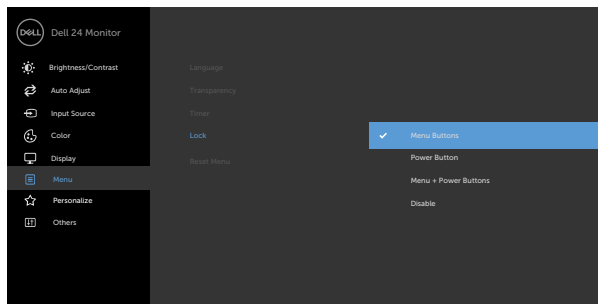 DELL Dell 24 Monitor
Brightness/Contrast
Auto Adjust
Input Source
Color
Display
Menu
Personalize
Others
Language
Transparency
Timer
Lock
Reset Menu
Menu Buttons
Power Button
Menu + Power Buttons
Disable